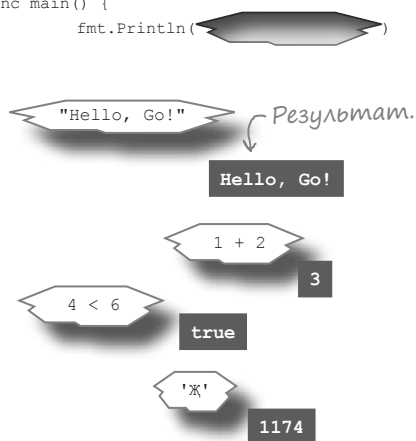 nc main() {
fmt.Println( )
"Hello, Go!"
Результат.
Hello, Go!
1 + 2
3
4 < 6
true
'Җ'
1174